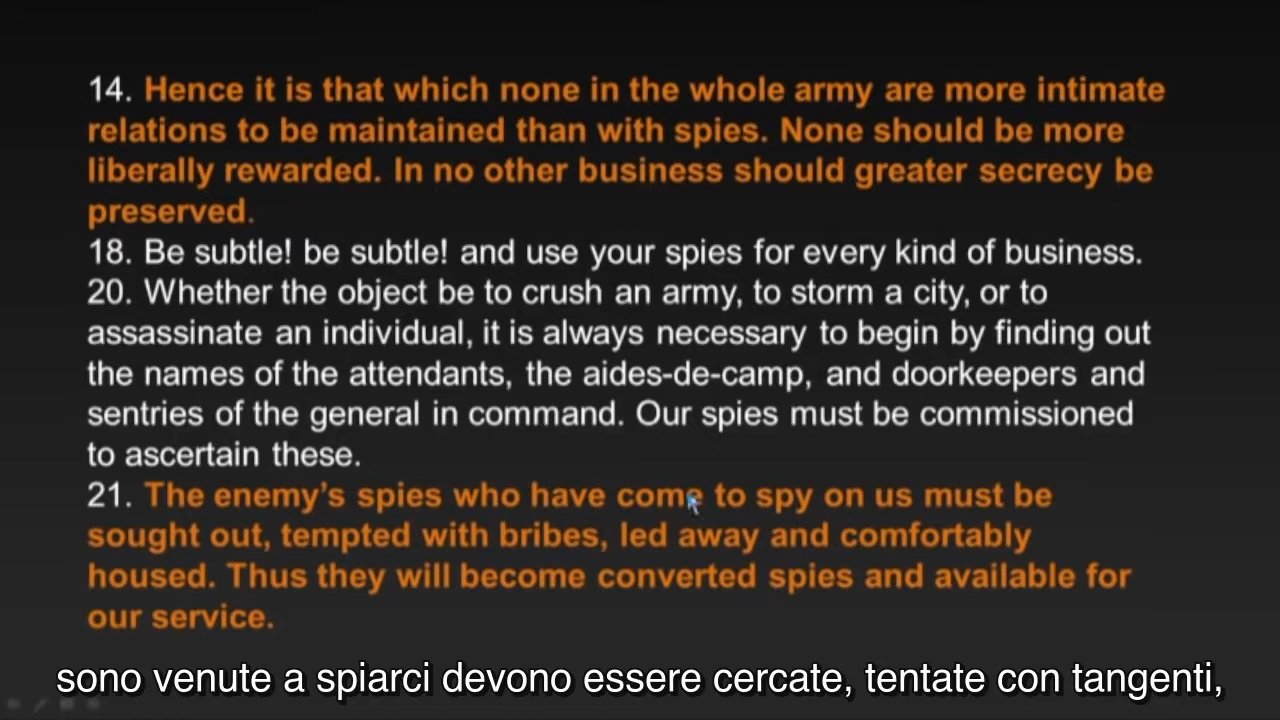 14. Hence it is that which none in the whole army are more intimate
relations to be maintained than with spies. None should be more
liberally rewarded. In no other business should greater secrecy be
preserved.
18. Be subtle! be subtle! and use your spies for every kind of business.
20. Whether the object be to crush an army, to storm a city, or to
assassinate an individual, it is always necessary to begin by finding out
the names of the attendants, the aides-de-camp, and doorkeepers and
sentries of the general in command. Our spies must be commissioned
to ascertain these.
21. The enemy’s spies who have come to spy on us must be
sought out, tempted with bribes, led away and comfortably
housed. Thus they will become converted spies and available for
our service.
sono venute a spiarci devono essere cercate, tentate con tangenti,